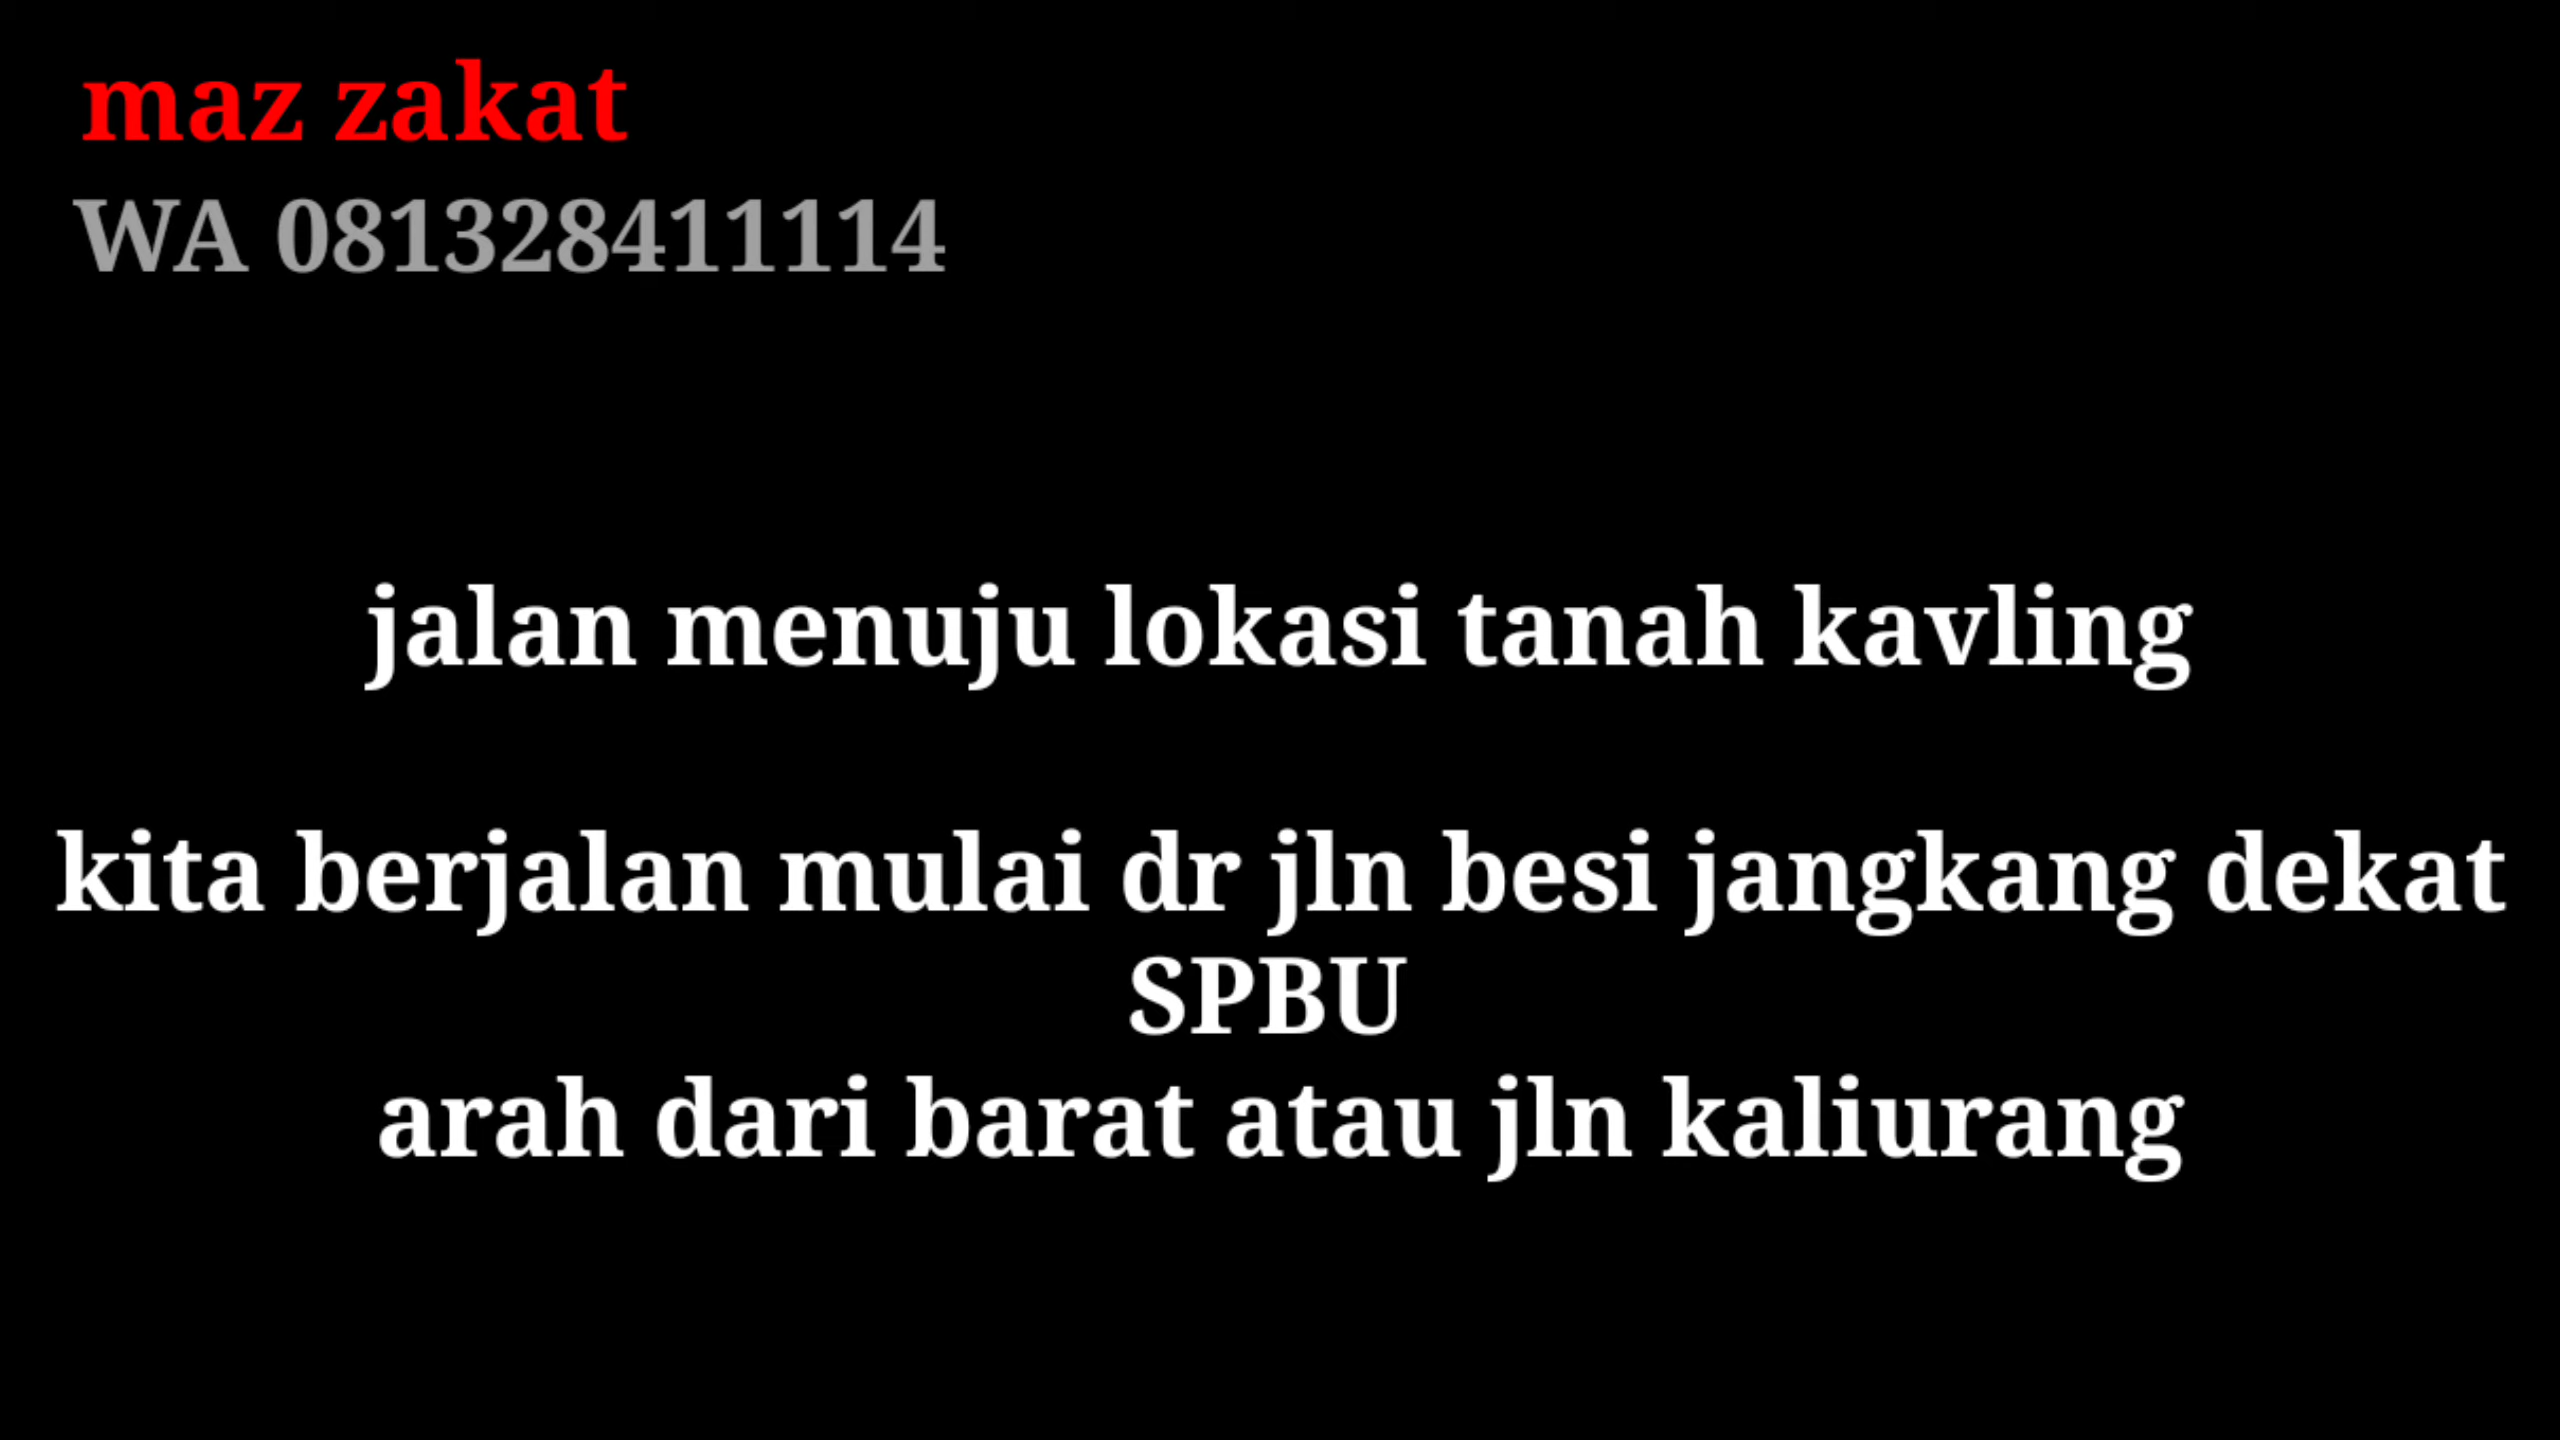 maz zakat
WA 081328411114
jalan menuju lokasi tanah kavling
kita berjalan mulai dr jln besi jangkang dekat
SPBU
arah dari barat atau jln kaliurang